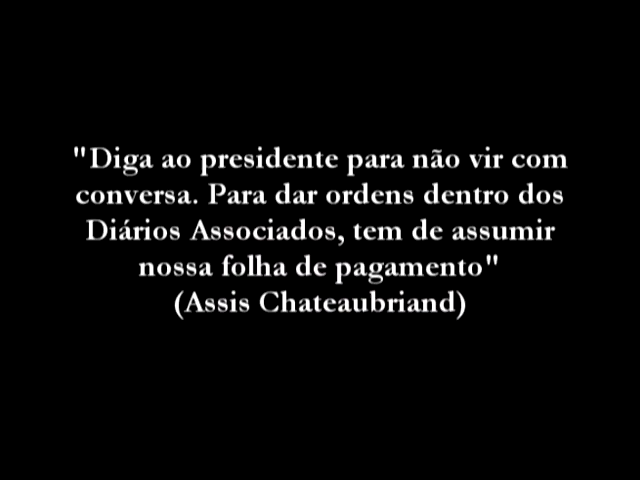 "Diga ao presidente para não vir com
conversa. Para dar ordens dentro dos
Diários Associados, tem de assumir
nossa folha de pagamento"
(Assis Chateaubriand)